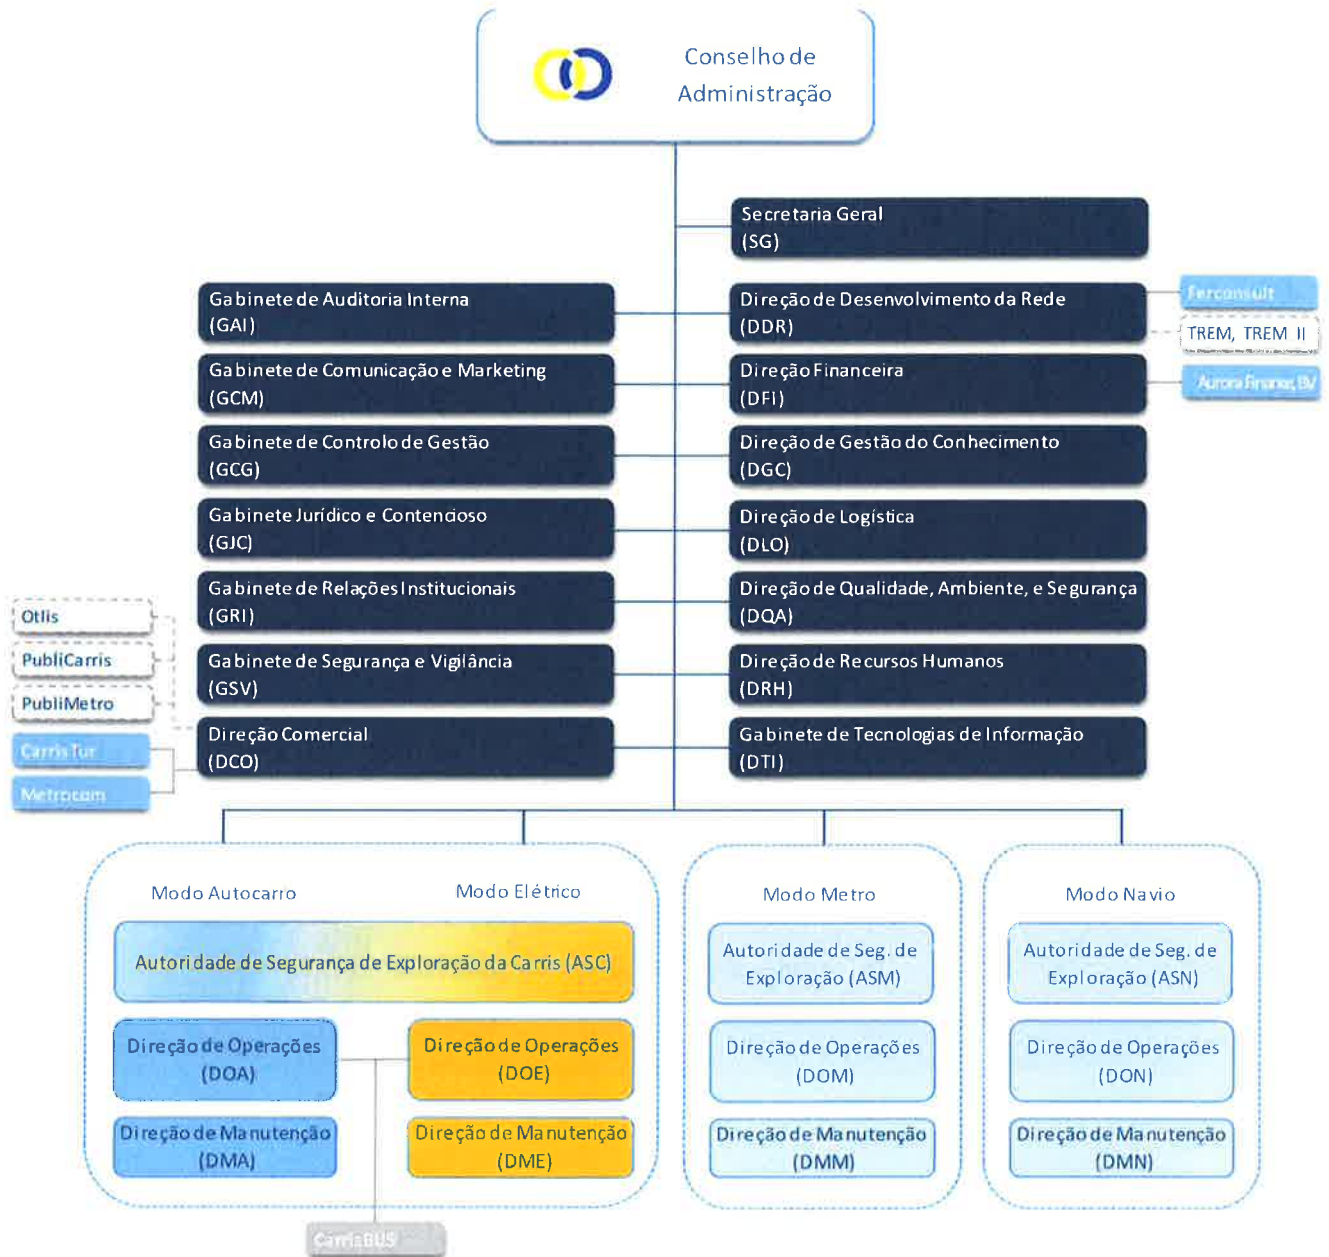 Conselho de
Administração
Secretaria Geral
(SG)
Gabinete de Auditoria Interna
(GAI)
Direção de Desenvolvimento da Rede
(DDR)
Ferconsult
TREM, TREM II
Gabinete de Comunicação e Marketing
(GCM)
Direção Financeira
(DFI)
Aurora Finance, BV
Gabinete de Controlo de Gestão
(GCG)
Direção de Gestão do Conhecimento
(DGC)
Gabinete Jurídico e Contencioso
(GJC)
Direção de Logística
(DLO)
Gabinete de Relações Institucionais
(GRI)
Direção de Qualidade, Ambiente, e Segurança
(DQA)
Otlis
PubliCarris
PubliMetro
Gabinete de Segurança e Vigilância
(GSV)
Direção de Recursos Humanos
(DRH)
Direção Comercial
(DCO)
Gabinete de Tecnologias de Informação
(DTI)
CarrisTur
Metrocom
Modo Autocarro
Modo Elétrico
Modo Metro
Modo Navio
Autoridade de Segurança de Exploração da Carris (ASC)
Autoridade de Seg. de
Exploração (ASM)
Autoridade de Seg. de
Exploração (ASN)
Direção de Operações
(DOA)
Direção de Operações
(DOE)
Direção de Operações
(DOM)
Direção de Operações
(DON)
Direção de Manutenção
(DMA)
Direção de Manutenção
(DME)
Direção de Manutenção
(DMM)
Direção de Manutenção
(DMN)
CarrisBUS